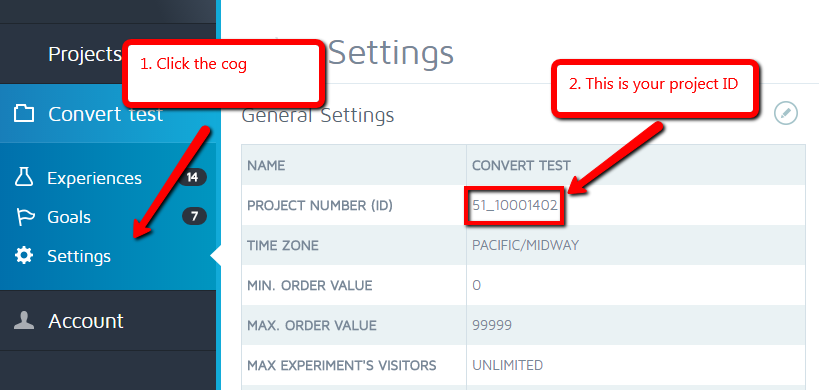 Projects
Convert test
Experiences 14
Goals 7
Settings
Account
1. Click the cog
Settings
2. This is your project ID
General Settings
NAME CONVERT TEST
PROJECT NUMBER (ID) 51_10001402
TIME ZONE PACIFIC/MIDWAY
MIN. ORDER VALUE 0
MAX. ORDER VALUE 99999
MAX EXPERIMENT'S VISITORS UNLIMITED